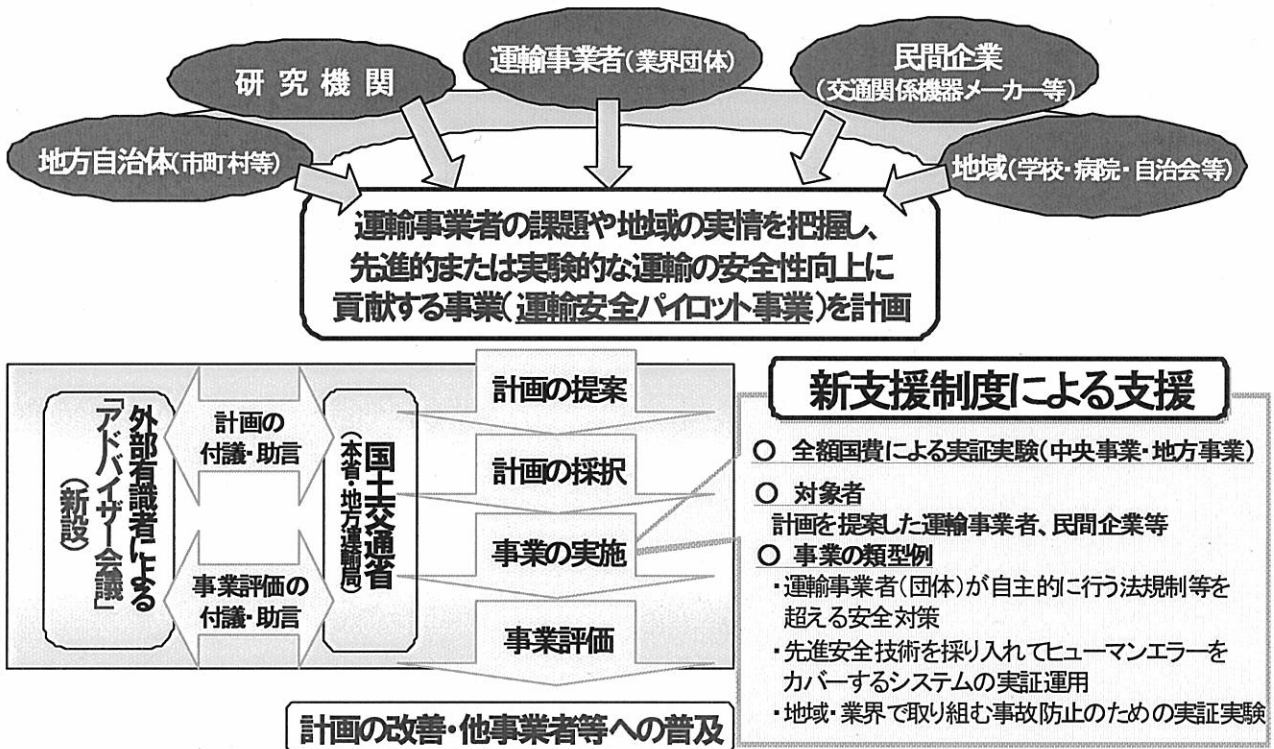 運輸事業者(業界団体)
研究機関
民間企業
(交通関係機器メーカー等)
地方自治体(市町村等)
地域(学校・病院・自治会等)
運輸事業者の課題や地域の実情を把握し、
先進的または実験的な運輸の安全性向上に
貢献する事業(運輸安全パイロット事業)を計画
外部有識者による
「アドバイザー会議」
(新設)
計画の
付議・助言
事業評価の
付議・助言
国土交通省
(本省・地方運輸局)
計画の提案
計画の採択
事業の実施
事業評価
計画の改善・他事業者等への普及
新支援制度による支援
○ 全額国費による実証実験(中央事業・地方事業)
○ 対象者
計画を提案した運輸事業者、民間企業等
○ 事業の類型例
・運輸事業者(団体)が自主的に行う法規制等を
超える安全対策
・先進安全技術を採り入れてヒューマンエラーを
カバーするシステムの実証運用
・地域・業界で取り組む事故防止のための実証実験